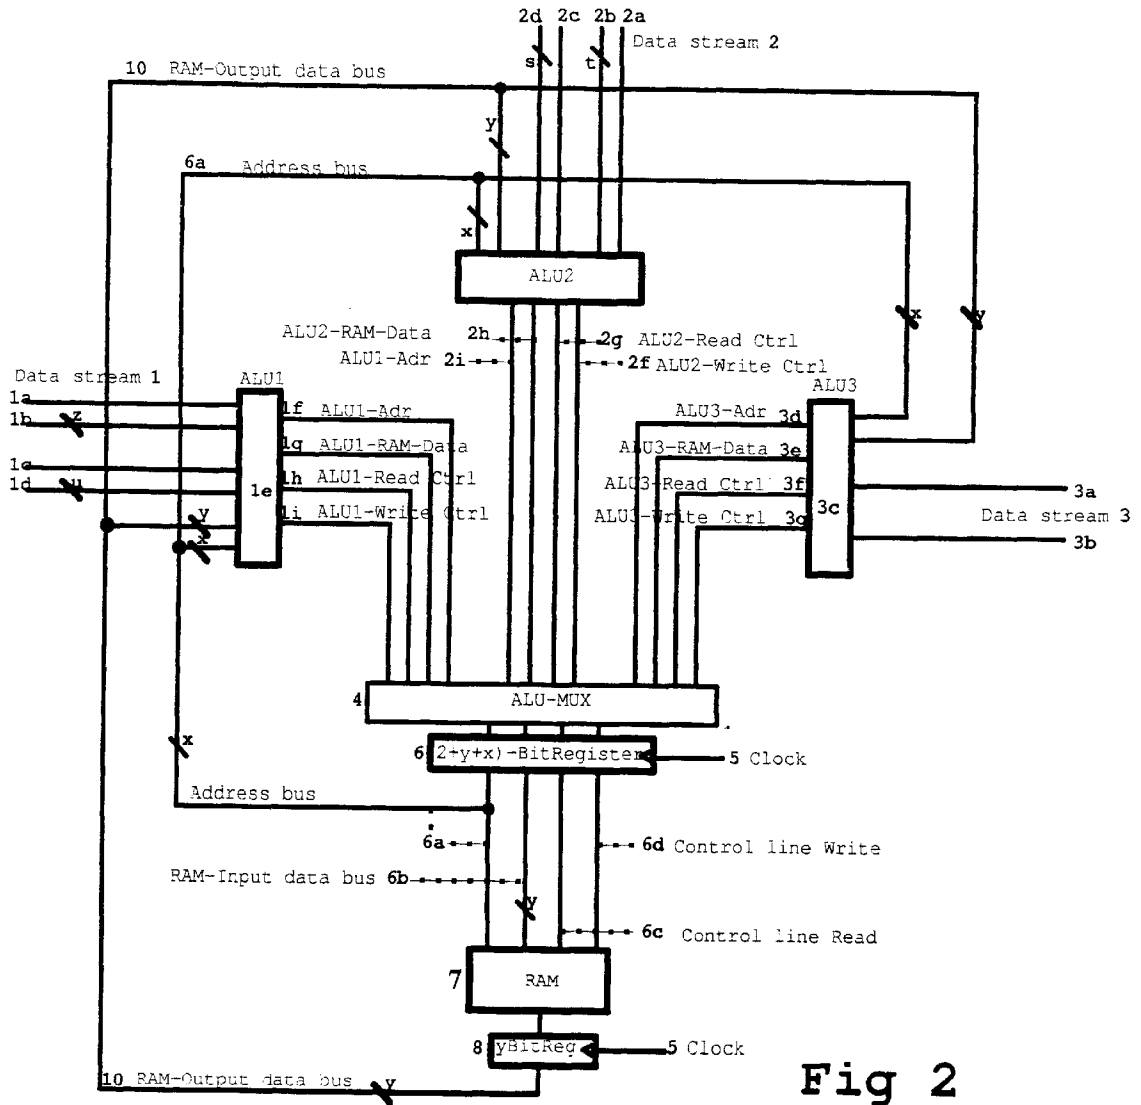 2d 2c 2b 2a
Data stream 2
s t
10 RAM-Output data bus
y
6a Address bus
x
ALU2
x y
ALU2-RAM-Data 2h
2g ALU2-Read Ctrl
ALU1-Adr 2i
2f ALU2-Write Ctrl
Data stream 1
ALU1
ALU3
1a
1b z
1c
1d u
1e
y
x
1f ALU1-Adr
1g ALU1-RAM-Data
1h ALU1-Read Ctrl
1i ALU1-Write Ctrl
ALU3-Adr 3d
ALU3-RAM-Data 3e
ALU3-Read Ctrl 3f
ALU3-Write Ctrl 3g
3c
3a
Data stream 3
3b
4 ALU-MUX
x
6 2+y+x)-BitRegister
5 Clock
Address bus
6a
6d Control line Write
RAM-Input data bus 6b
y
6c Control line Read
7 RAM
8 yBitReg
5 Clock
10 RAM-Output data bus y
Fig 2